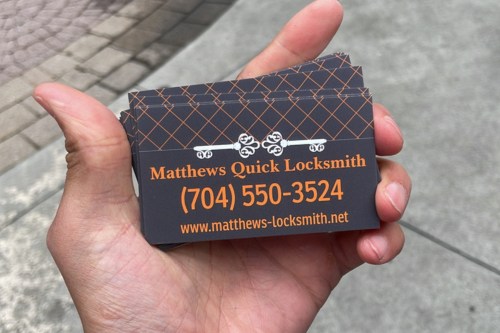 Matthews Quick Locksmith
(704) 550-3524
www.matthews-locksmith.net